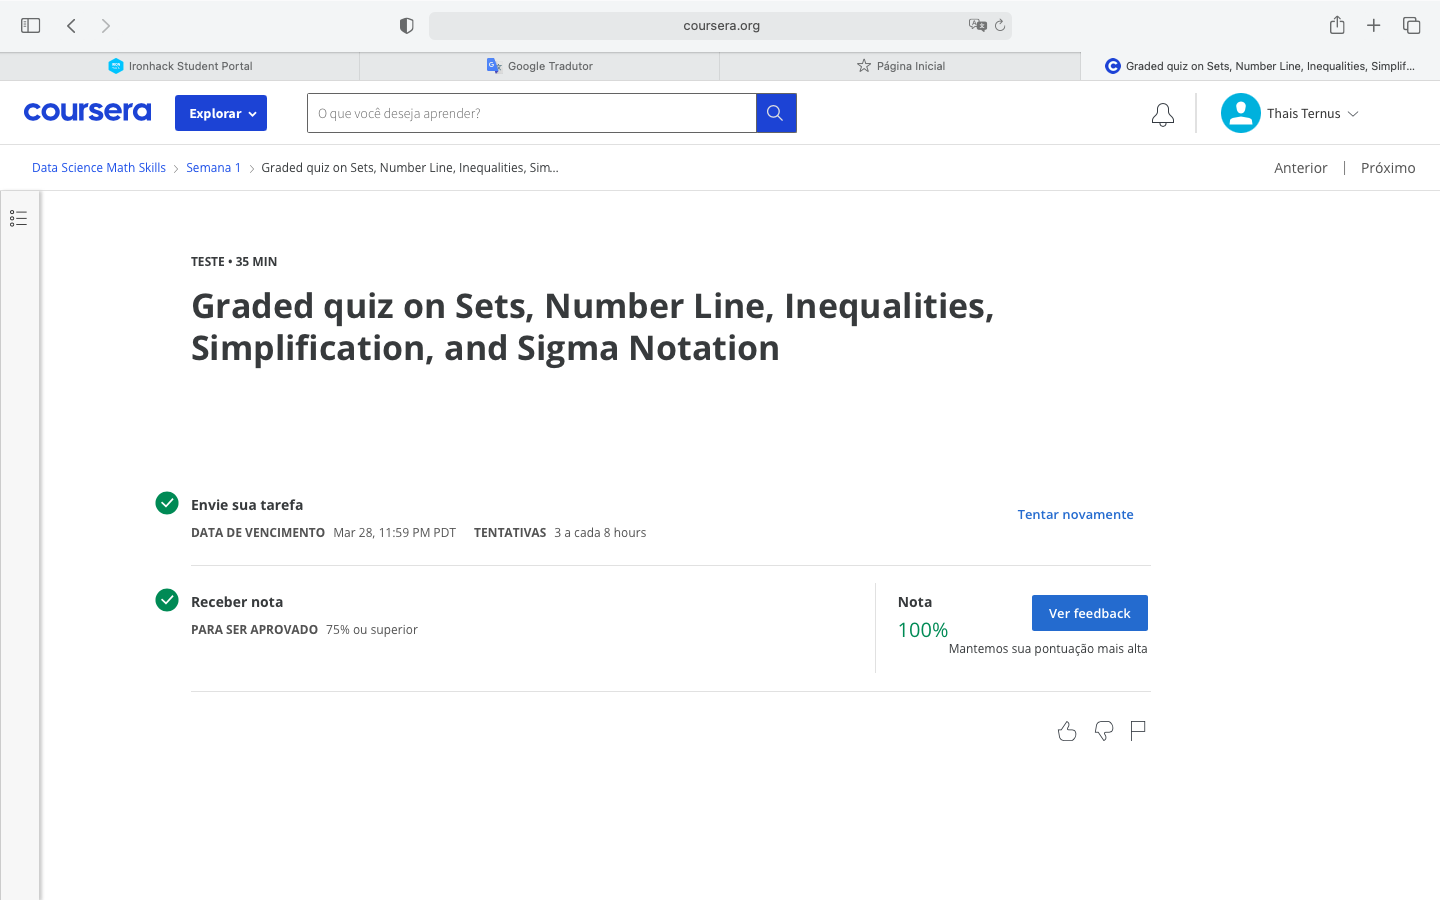 coursera.org
Ironhack Student Portal
Google Tradutor
Página Inicial
Graded quiz on Sets, Number Line, Inequalities, Simplif...
coursera
Explorar
O que você deseja aprender?
Thais Ternus
Data Science Math Skills
Semana 1
Graded quiz on Sets, Number Line, Inequalities, Sim...
Anterior
Próximo
TESTE • 35 MIN
Graded quiz on Sets, Number Line, Inequalities,
Simplification, and Sigma Notation
Envie sua tarefa
DATA DE VENCIMENTO Mar 28, 11:59 PM PDT TENTATIVAS 3 a cada 8 hours
Tentar novamente
Receber nota
PARA SER APROVADO 75% ou superior
Nota
100%
Ver feedback
Mantemos sua pontuação mais alta